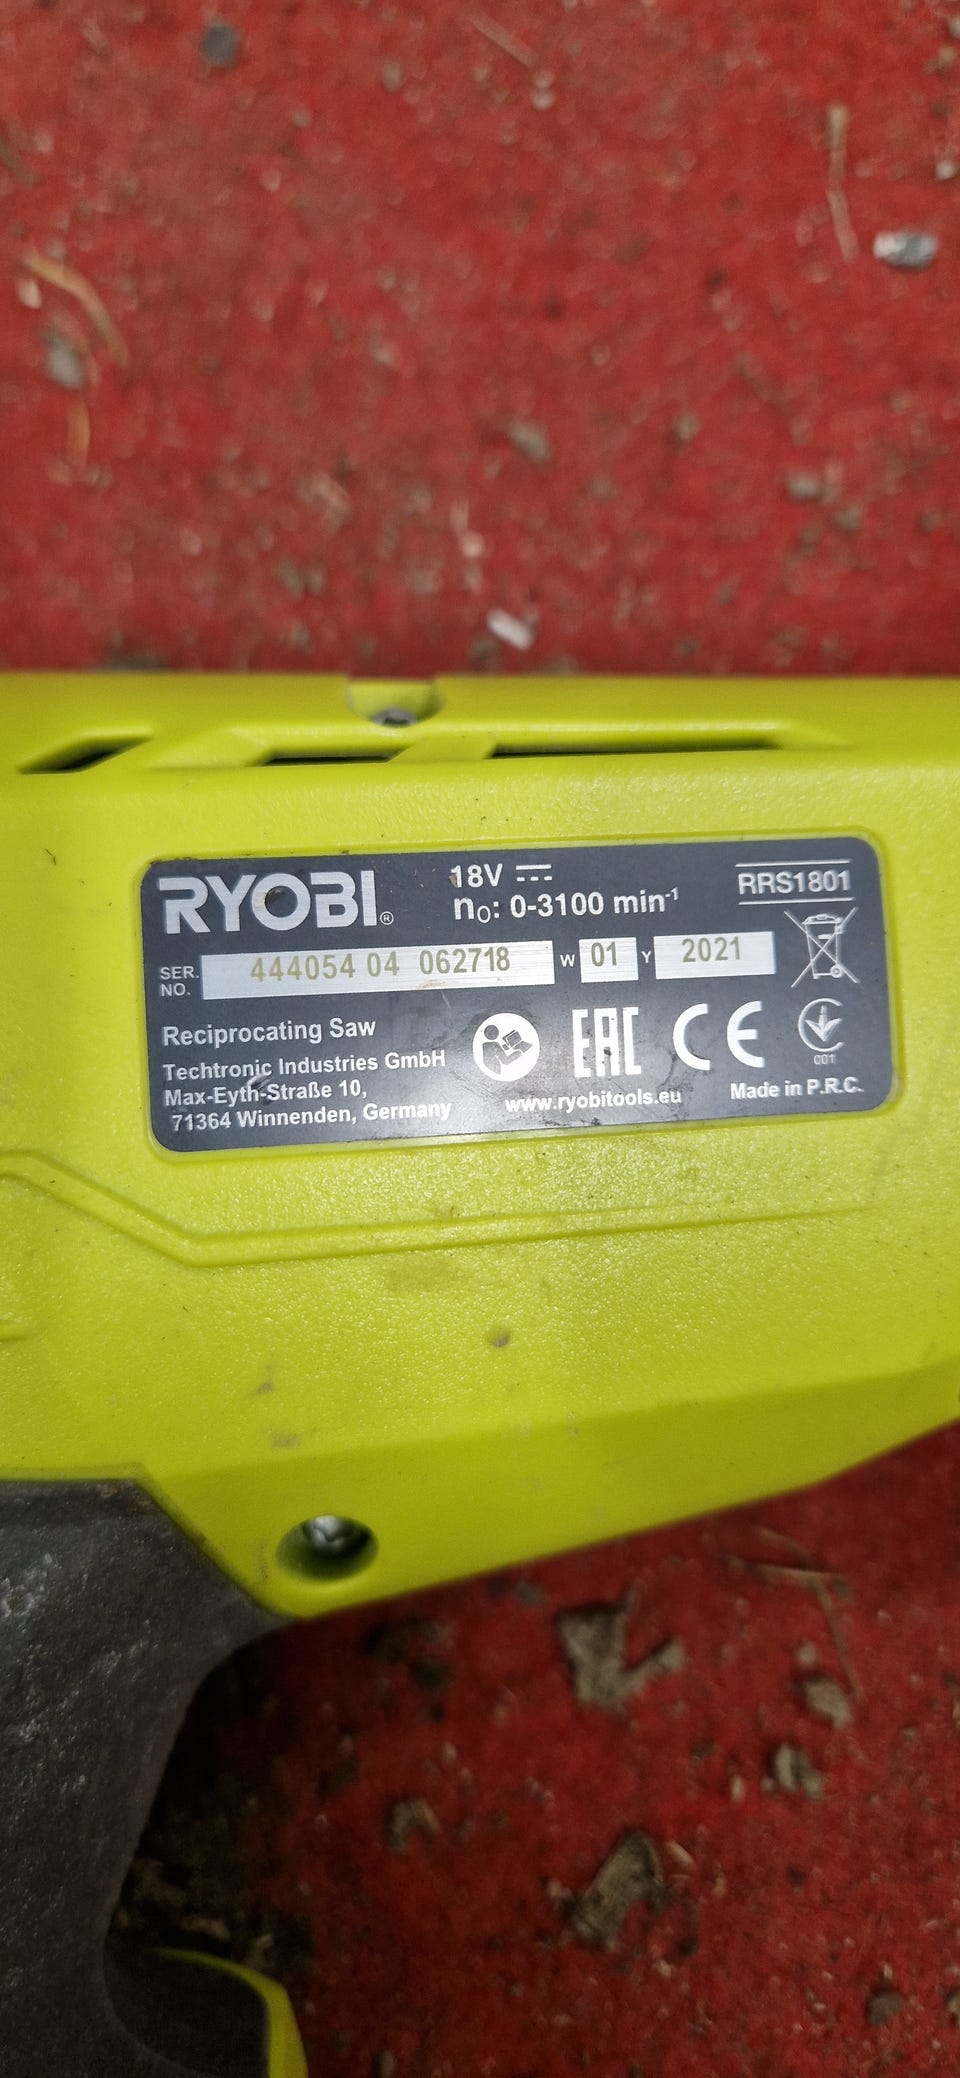 RYOBI®
18V
n₀: 0-3100 min⁻¹
RRS1801
SER. NO. 444054 04 062718 W 01 Y 2021
Reciprocating Saw
Techtronic Industries GmbH
Max-Eyth-Straße 10,
71364 Winnenden, Germany
EAC CE
001
www.ryobitools.eu
Made in P.R.C.